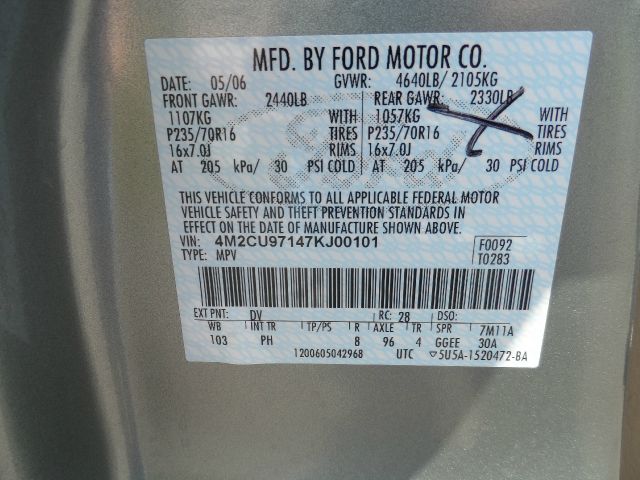 MFD. BY FORD MOTOR CO.
DATE: 05/06 GVWR: 4640LB/ 2105KG
FRONT GAWR: 2440LB REAR GAWR: 2330LB
1107KG WITH 1057KG WITH
P235/70R16 TIRES P235/70R16 TIRES
16x7.0J RIMS 16x7.0J RIMS
AT 205 kPa/ 30 PSI COLD AT 205 kPa/ 30 PSI COLD
THIS VEHICLE CONFORMS TO ALL APPLICABLE FEDERAL MOTOR
VEHICLE SAFETY AND THEFT PREVENTION STANDARDS IN
EFFECT ON THE DATE OF MANUFACTURE SHOWN ABOVE.
VIN: 4M2CU97147KJ00101 F0092
TYPE: MPV T0283
EXT PNT: DV RC: 28 DSO:
WB INT TR TP/PS R AXLE TR SPR 7M11A
103 PH 8 96 4 GGEE 30A
1200605042968 UTC 5U5A-1520472-BA